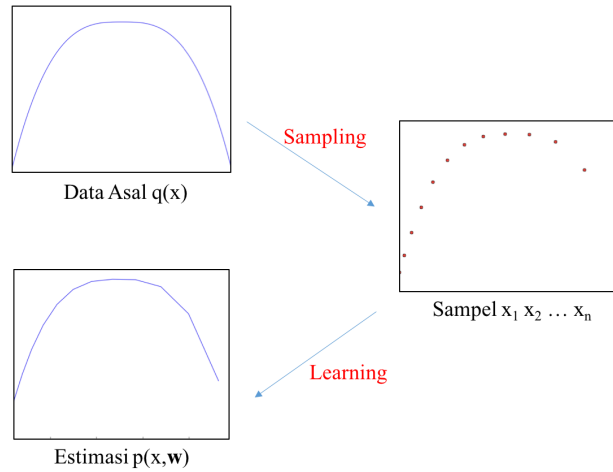 Data Asal q(x)
Sampling
Sampel x₁ x₂ … xₙ
Learning
Estimasi p(x,w)